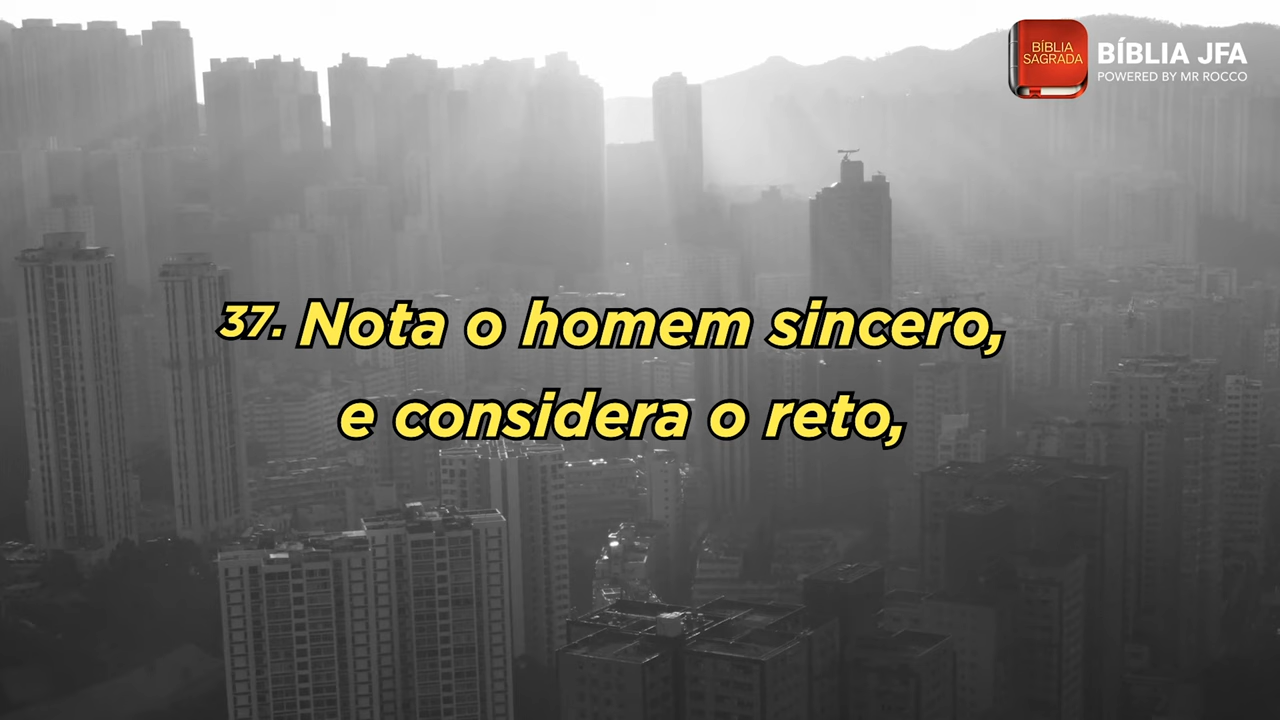 BÍBLIA
SAGRADA
BÍBLIA JFA
POWERED BY MR ROCCO
37. Nota o homem sincero,
e considera o reto,